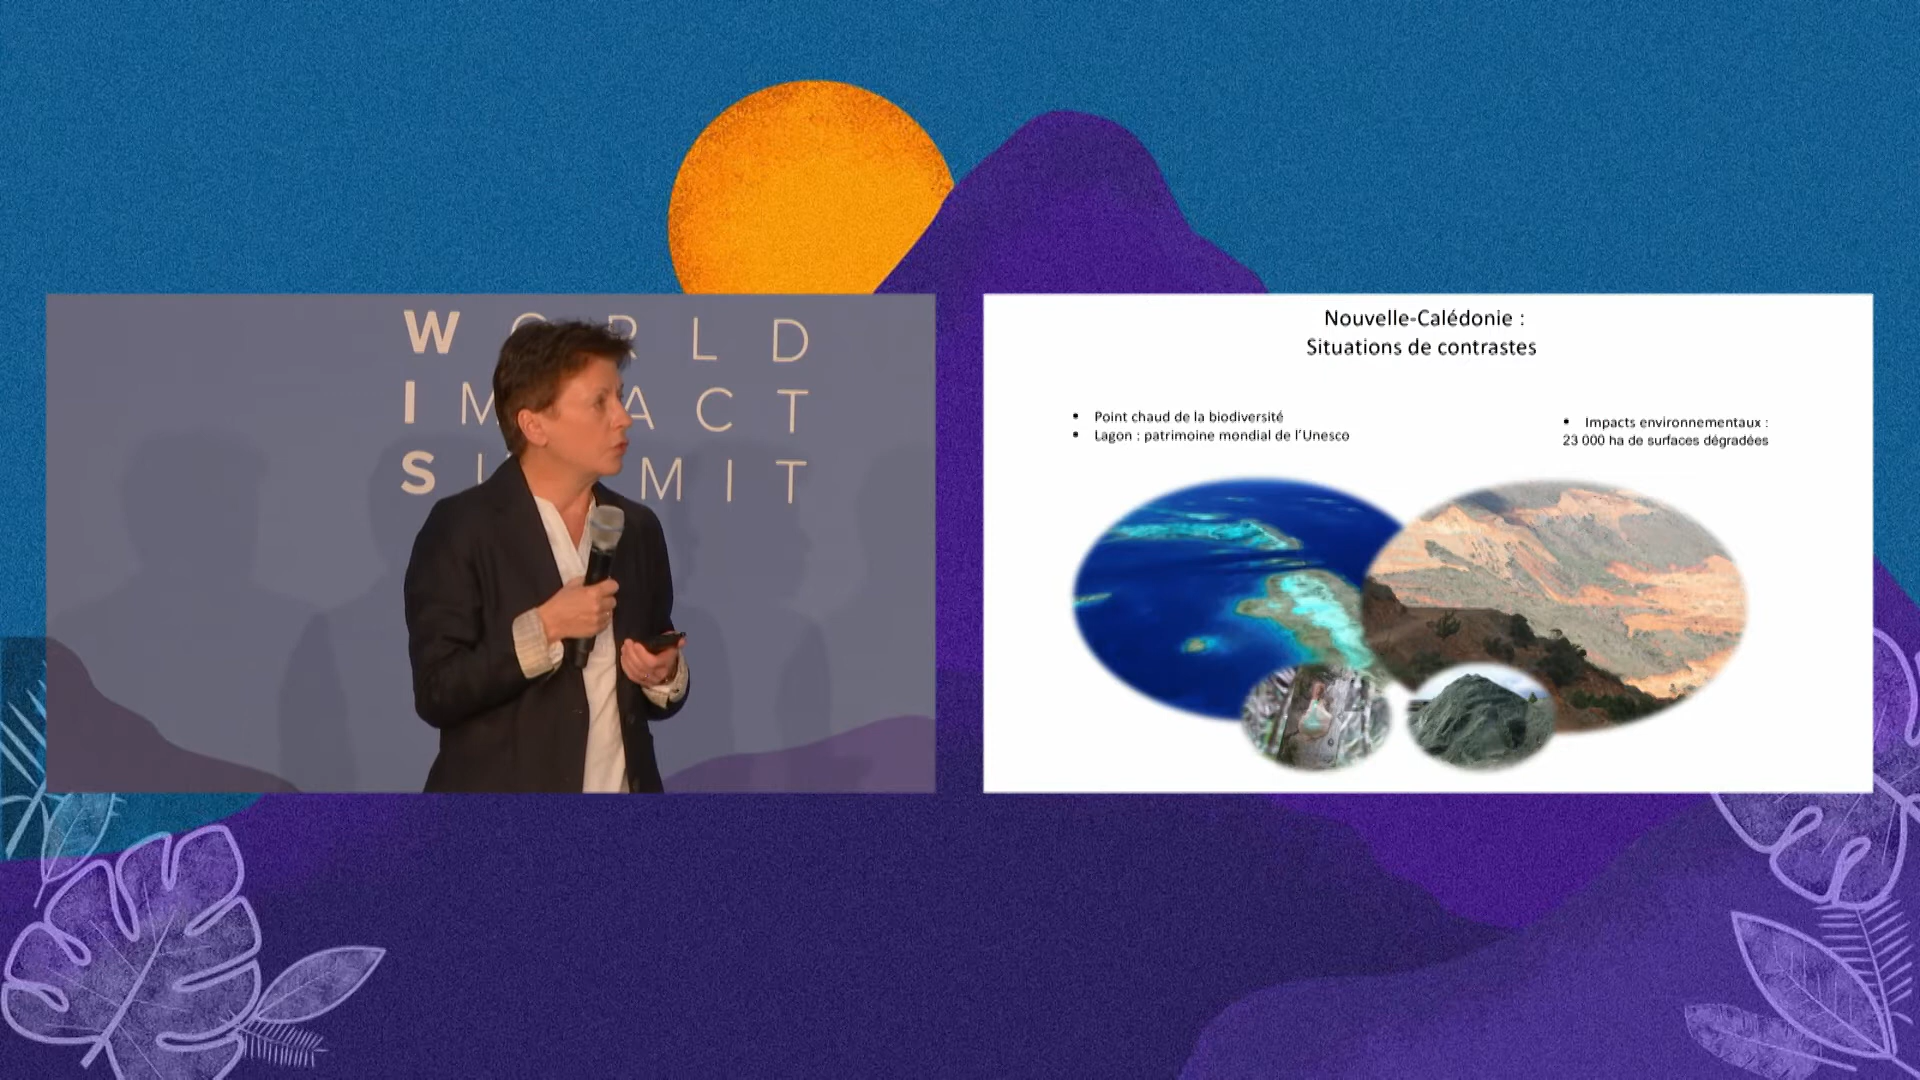 WORLD
IMPACT
SUMMIT
Nouvelle-Calédonie :
Situations de contrastes
• Point chaud de la biodiversité
• Lagon : patrimoine mondial de l'Unesco
• Impacts environnementaux :
23 000 ha de surfaces dégradées